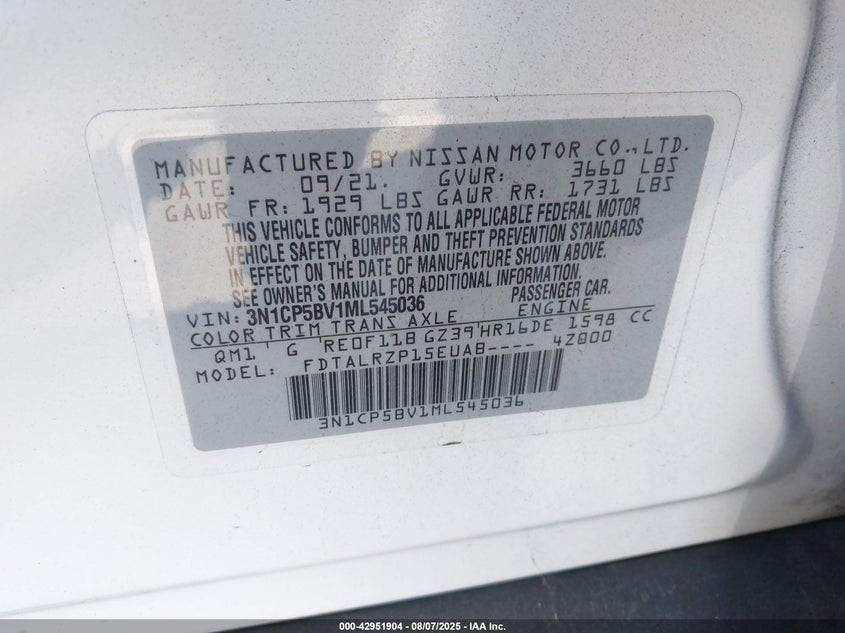 MANUFACTURED BY NISSAN MOTOR CO.,LTD.
DATE: 09/21. GVWR: 3660 LBS
GAWR FR: 1929 LBS GAWR RR: 1731 LBS
THIS VEHICLE CONFORMS TO ALL APPLICABLE FEDERAL MOTOR
VEHICLE SAFETY, BUMPER AND THEFT PREVENTION STANDARDS
IN EFFECT ON THE DATE OF MANUFACTURE SHOWN ABOVE.
SEE OWNER'S MANUAL FOR ADDITIONAL INFORMATION.
VIN: 3N1CP5BV1ML545036 PASSENGER CAR.
COLOR TRIM TRANS AXLE ENGINE
QM1 G 'RE0F11B GZ39'HR16DE 1598 CC
MODEL: FDTALRZP15EUAB---- 4Z800
3N1CP5BV1ML545036
000-42951904 - 08/07/2025 - IAA Inc.